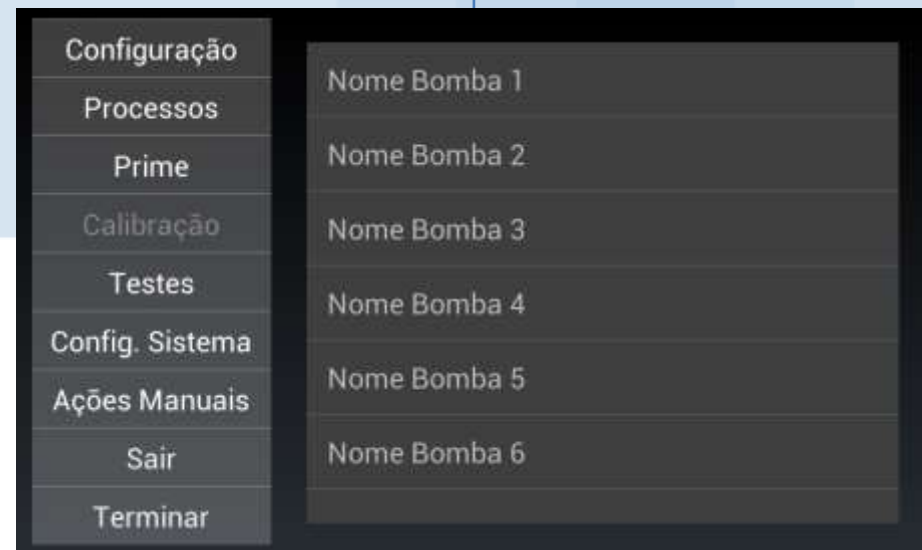 Configuração
Processos
Prime
Calibração
Testes
Config. Sistema
Ações Manuais
Sair
Terminar
Nome Bomba 1
Nome Bomba 2
Nome Bomba 3
Nome Bomba 4
Nome Bomba 5
Nome Bomba 6